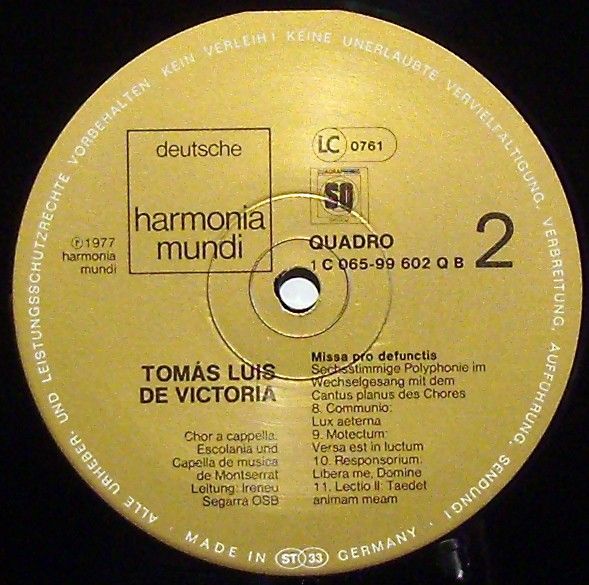 ALLE URHEBER- UND LEISTUNGSSCHUTZRECHTE VORBEHALTEN · KEIN VERLEIH! KEINE UNERLAUBTE VERVIELFÄLTIGUNG, VERBREITUNG, AUFFÜHRUNG, SENDUNG!
deutsche
harmonia
mundi
LC 0761
SQ
℗ 1977
harmonia
mundi
QUADRO
1 C 065-99 602 Q B
2
TOMÁS LUIS
DE VICTORIA
Chor a cappella:
Escolania und
Capella de musica
de Montserrat
Leitung: Ireneu
Segarra OSB
Missa pro defunctis
Sechsstimmige Polyphonie im
Wechselgesang mit dem
Cantus planus des Chores
8. Communio:
Lux aeterna
9. Motectum:
Versa est in luctum
10. Responsorium:
Libera me, Domine
11. Lectio II: Taedet
animam meam
· MADE IN ST 33 GERMANY ·